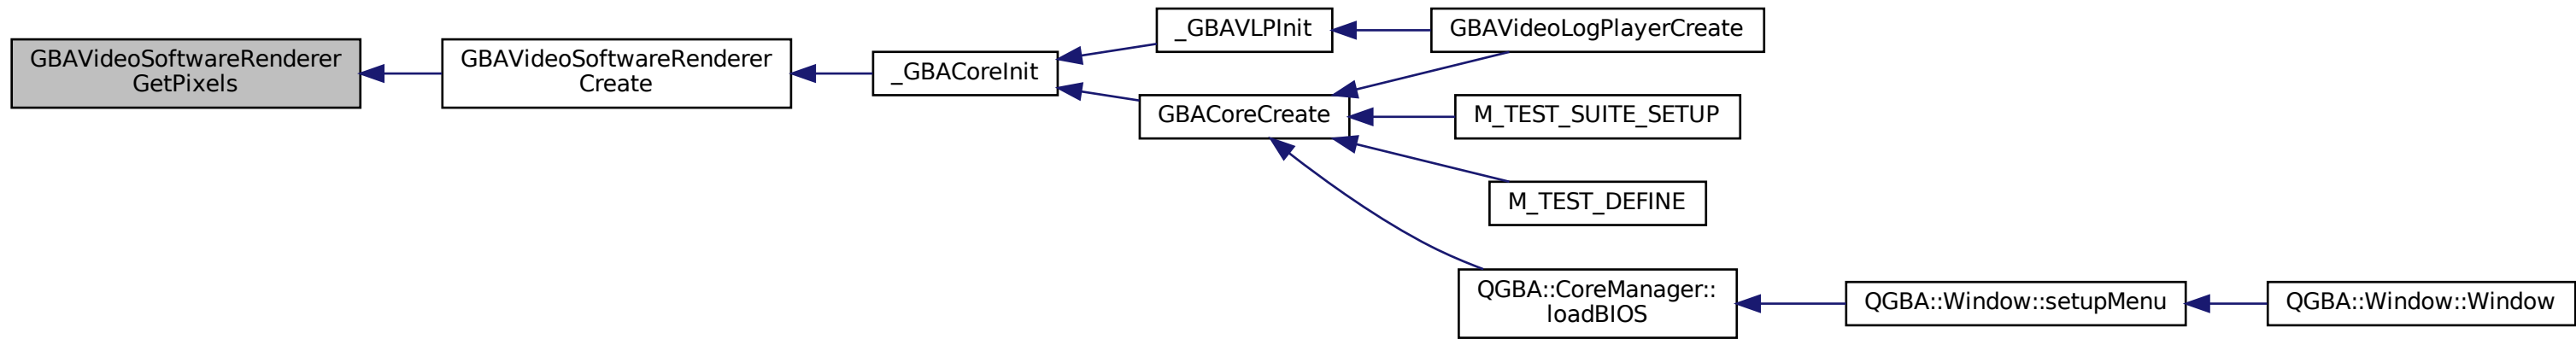 GBAVideoSoftwareRenderer
GetPixels
GBAVideoSoftwareRenderer
Create
_GBACoreInit
_GBAVLPInit
GBAVideoLogPlayerCreate
GBACoreCreate
M_TEST_SUITE_SETUP
M_TEST_DEFINE
QGBA::CoreManager::
loadBIOS
QGBA::Window::setupMenu
QGBA::Window::Window